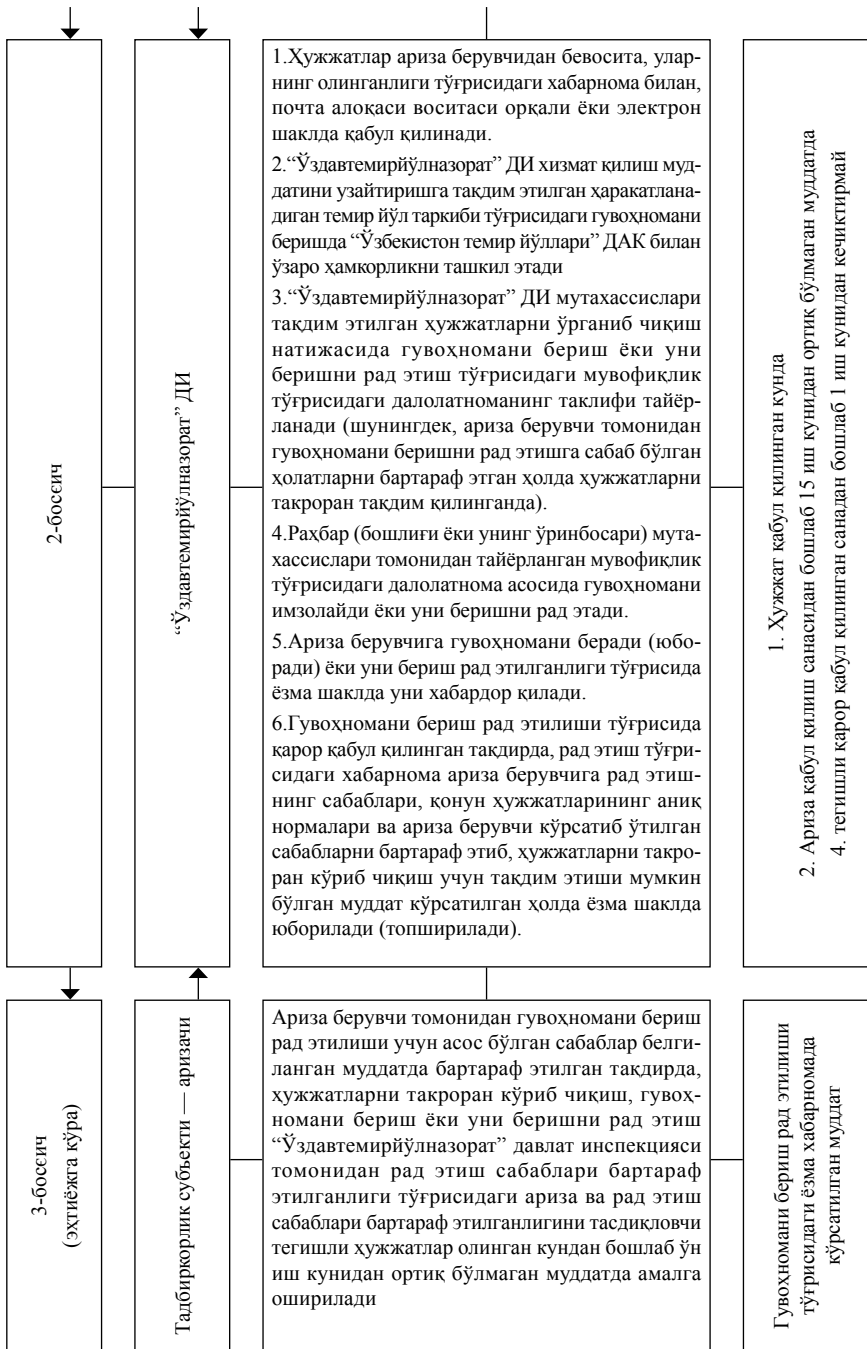 2-босєич
“Ўздавтемирйўлназорат” ДИ
1.Ҳужжатлар ариза берувчидан бевосита, улар-
нинг олинганлиги тўғрисидаги хабарнома билан,
почта алоқаси воситаси орқали ёки электрон
шаклда қабул қилинади.
2.“Ўздавтемирйўлназорат” ДИ хизмат қилиш муд-
датини узайтиришга тақдим этилган ҳаракатлана-
диган темир йўл таркиби тўғрисидаги гувоҳномани
беришда “Ўзбекистон темир йўллари” ДАК билан
ўзаро ҳамкорликни ташкил этади
3.“Ўздавтемирйўлназорат” ДИ мутахассислари
тақдим этилган ҳужжатларни ўрганиб чиқиш
натижасида гувоҳномани бериш ёки уни
беришни рад этиш тўғрисидаги мувофиқлик
тўғрисидаги далолатноманинг таклифи тайёр-
ланади (шунингдек, ариза берувчи томонидан
гувоҳномани беришни рад этишга сабаб бўлган
ҳолатларни бартараф этган ҳолда ҳужжатларни
такроран тақдим қилинганда).
4.Раҳбар (бошлиғи ёки унинг ўринбосари) мута-
хассислари томонидан тайёрланган мувофиқлик
тўғрисидаги далолатнома асосида гувоҳномани
имзолайди ёки уни беришни рад этади.
5.Ариза берувчига гувоҳномани беради (юбо-
ради) ёки уни бериш рад этилганлиги тўғрисида
ёзма шаклда уни хабардор қилади.
6.Гувоҳномани бериш рад этилиши тўғрисида
қарор қабул қилинган тақдирда, рад этиш тўғри-
сидаги хабарнома ариза берувчига рад этиш-
нинг сабаблари, қонун ҳужжатларининг аниқ
нормалари ва ариза берувчи кўрсатиб ўтилган
сабабларни бартараф этиб, ҳужжатларни такро-
ран кўриб чиқиш учун тақдим этиши мумкин
бўлган муддат кўрсатилган ҳолда ёзма шаклда
юборилади (топширилади).
1. Ҳужжат қабул қилинган кунда
2. Ариза қабул қилиш санасидан бошлаб 15 иш кунидан ортиқ бўлмаган муддатда
4. тегишли қарор қабул қилинган санадан бошлаб 1 иш кунидан кечиктирмай
3-босєич
(эҳтиёжга кўра)
Тадбиркорлик субъекти — аризачи
Ариза берувчи томонидан гувоҳномани бериш
рад этилиши учун асос бўлган сабаблар белги-
ланган муддатда бартараф этилган тақдирда,
ҳужжатларни такроран кўриб чиқиш, гувоҳ-
номани бериш ёки уни беришни рад этиш
“Ўздавтемирйўлназорат” давлат инспекцияси
томонидан рад этиш сабаблари бартараф
этилганлиги тўғрисидаги ариза ва рад этиш
сабаблари бартараф этилганлигини тасдиқловчи
тегишли ҳужжатлар олинган кундан бошлаб ўн
иш кунидан ортиқ бўлмаган муддатда амалга
оширилади
Гувоҳномани бериш рад этилиши
тўғрисидаги ёзма хабарномада
кўрсатилган муддат